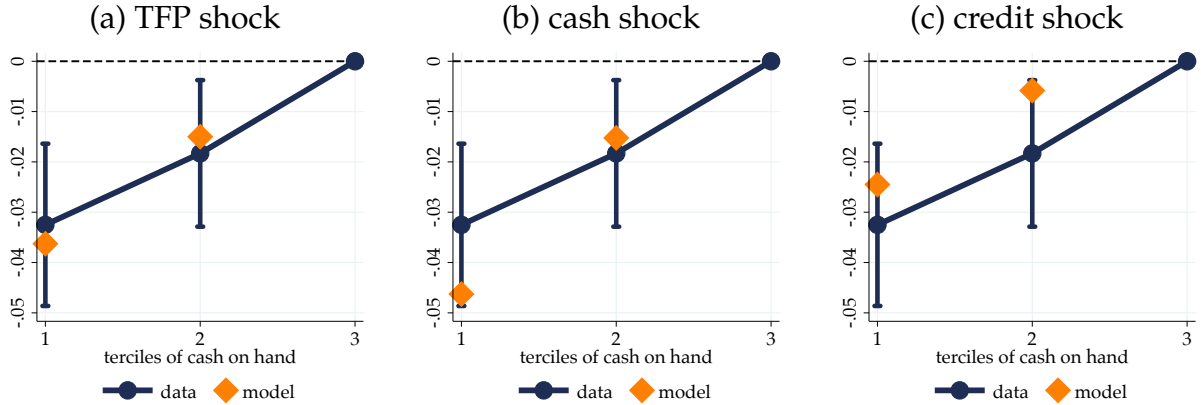 (a) TFP shock
0
-.01
-.02
-.03
-.04
-.05
1 2 3
terciles of cash on hand
data model
(b) cash shock
0
-.01
-.02
-.03
-.04
-.05
1 2 3
terciles of cash on hand
data model
(c) credit shock
0
-.01
-.02
-.03
-.04
-.05
1 2 3
terciles of cash on hand
data model